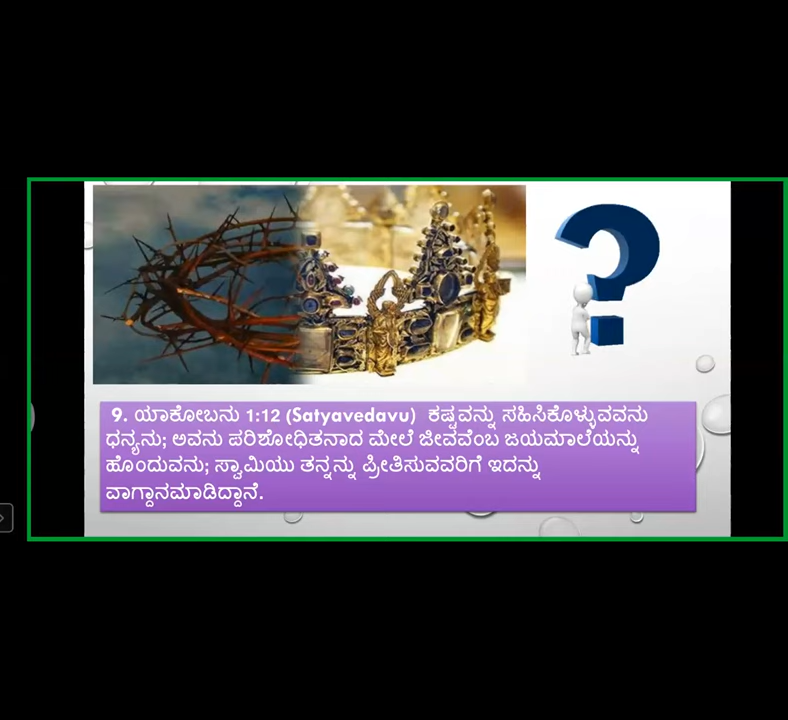 9. ಯಾಕೋಬನು 1:12 (Satyavedavu) ಕಷ್ಟವನ್ನು ಸಹಿಸಿಕೊಳ್ಳುವವನು
ಧನ್ಯನು; ಅವನು ಪರಿಶೋಧಿತನಾದ ಮೇಲೆ ಜೀವವೆಂಬ ಜಯಮಾಲೆಯನ್ನು
ಹೊಂದುವನು; ಸ್ವಾಮಿಯು ತನ್ನನ್ನು ಪ್ರೀತಿಸುವವರಿಗೆ ಇದನ್ನು
ವಾಗ್ದಾನಮಾಡಿದ್ದಾನೆ.